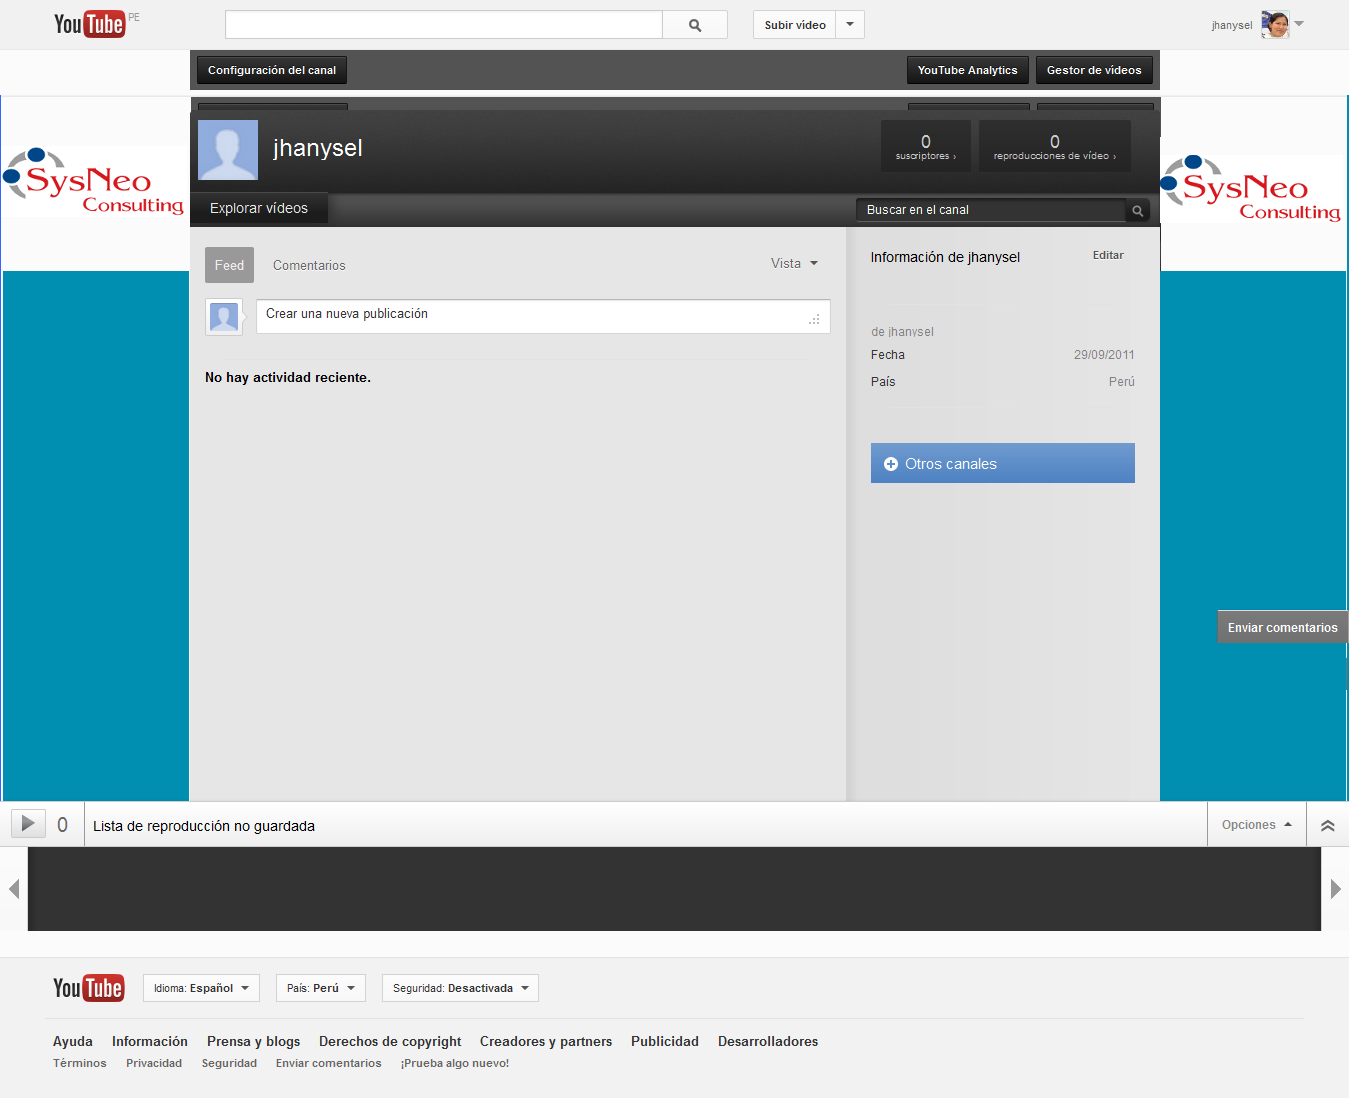 YouTube PE
Subir vídeo
jhanysel
Configuración del canal
YouTube Analytics
Gestor de vídeos
SysNeo
Consulting
jhanysel
0
suscriptores ›
0
reproducciones de vídeo ›
SysNeo
Consulting
Explorar vídeos
Buscar en el canal
Feed
Comentarios
Vista
Información de jhanysel
Editar
Crear una nueva publicación
de jhanysel
Fecha 29/09/2011
País Perú
No hay actividad reciente.
Otros canales
Enviar comentarios
0
Lista de reproducción no guardada
Opciones
YouTube
Idioma: Español
País: Perú
Seguridad: Desactivada
Ayuda Información Prensa y blogs Derechos de copyright Creadores y partners Publicidad Desarrolladores
Términos Privacidad Seguridad Enviar comentarios ¡Prueba algo nuevo!